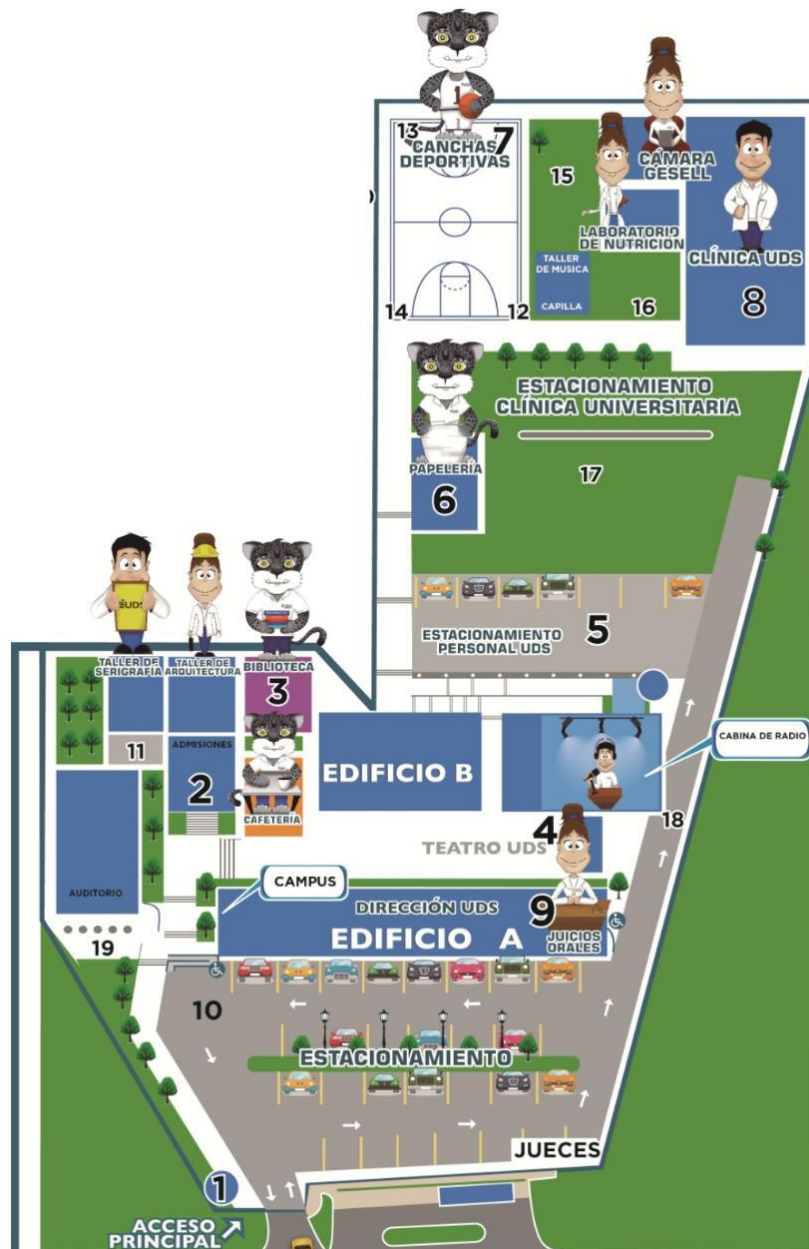 13
7
CANCHAS
DEPORTIVAS
14
12
15
CÁMARA
GESELL
LABORATORIO
DE NUTRICIÓN
TALLER
DE MUSICA
CAPILLA
16
CLÍNICA UDS
8
ESTACIONAMIENTO
CLÍNICA UNIVERSITARIA
PAPELERÍA
6
17
ESTACIONAMIENTO
PERSONAL UDS
5
UDS
TALLER DE
SERIGRAFÍA
TALLER DE
ARQUITECTURA
BIBLIOTECA
3
11
ADMISIONES
2
CAFETERÍA
EDIFICIO B
CABINA DE RADIO
18
4
TEATRO UDS
AUDITORIO
19
CAMPUS
DIRECCIÓN UDS
EDIFICIO A
9
JUICIOS
ORALES
10
ESTACIONAMIENTO
JUECES
1
ACCESO
PRINCIPAL